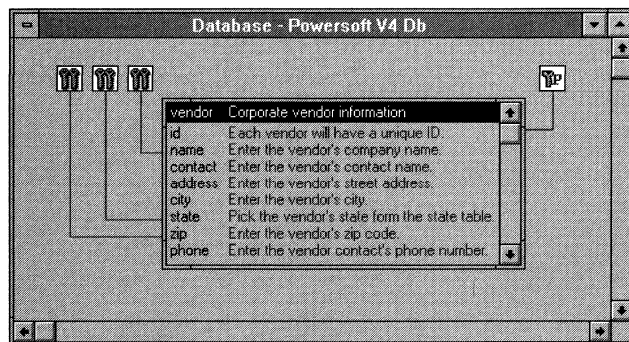 Database - Powersoft V4 Db
P
vendor Corporate vendor information
id Each vendor will have a unique ID.
name Enter the vendor's company name.
contact Enter the vendor's contact name.
address Enter the vendor's street address.
city Enter the vendor's city.
state Pick the vendor's state form the state table.
zip Enter the vendor's zip code.
phone Enter the vendor contact's phone number.